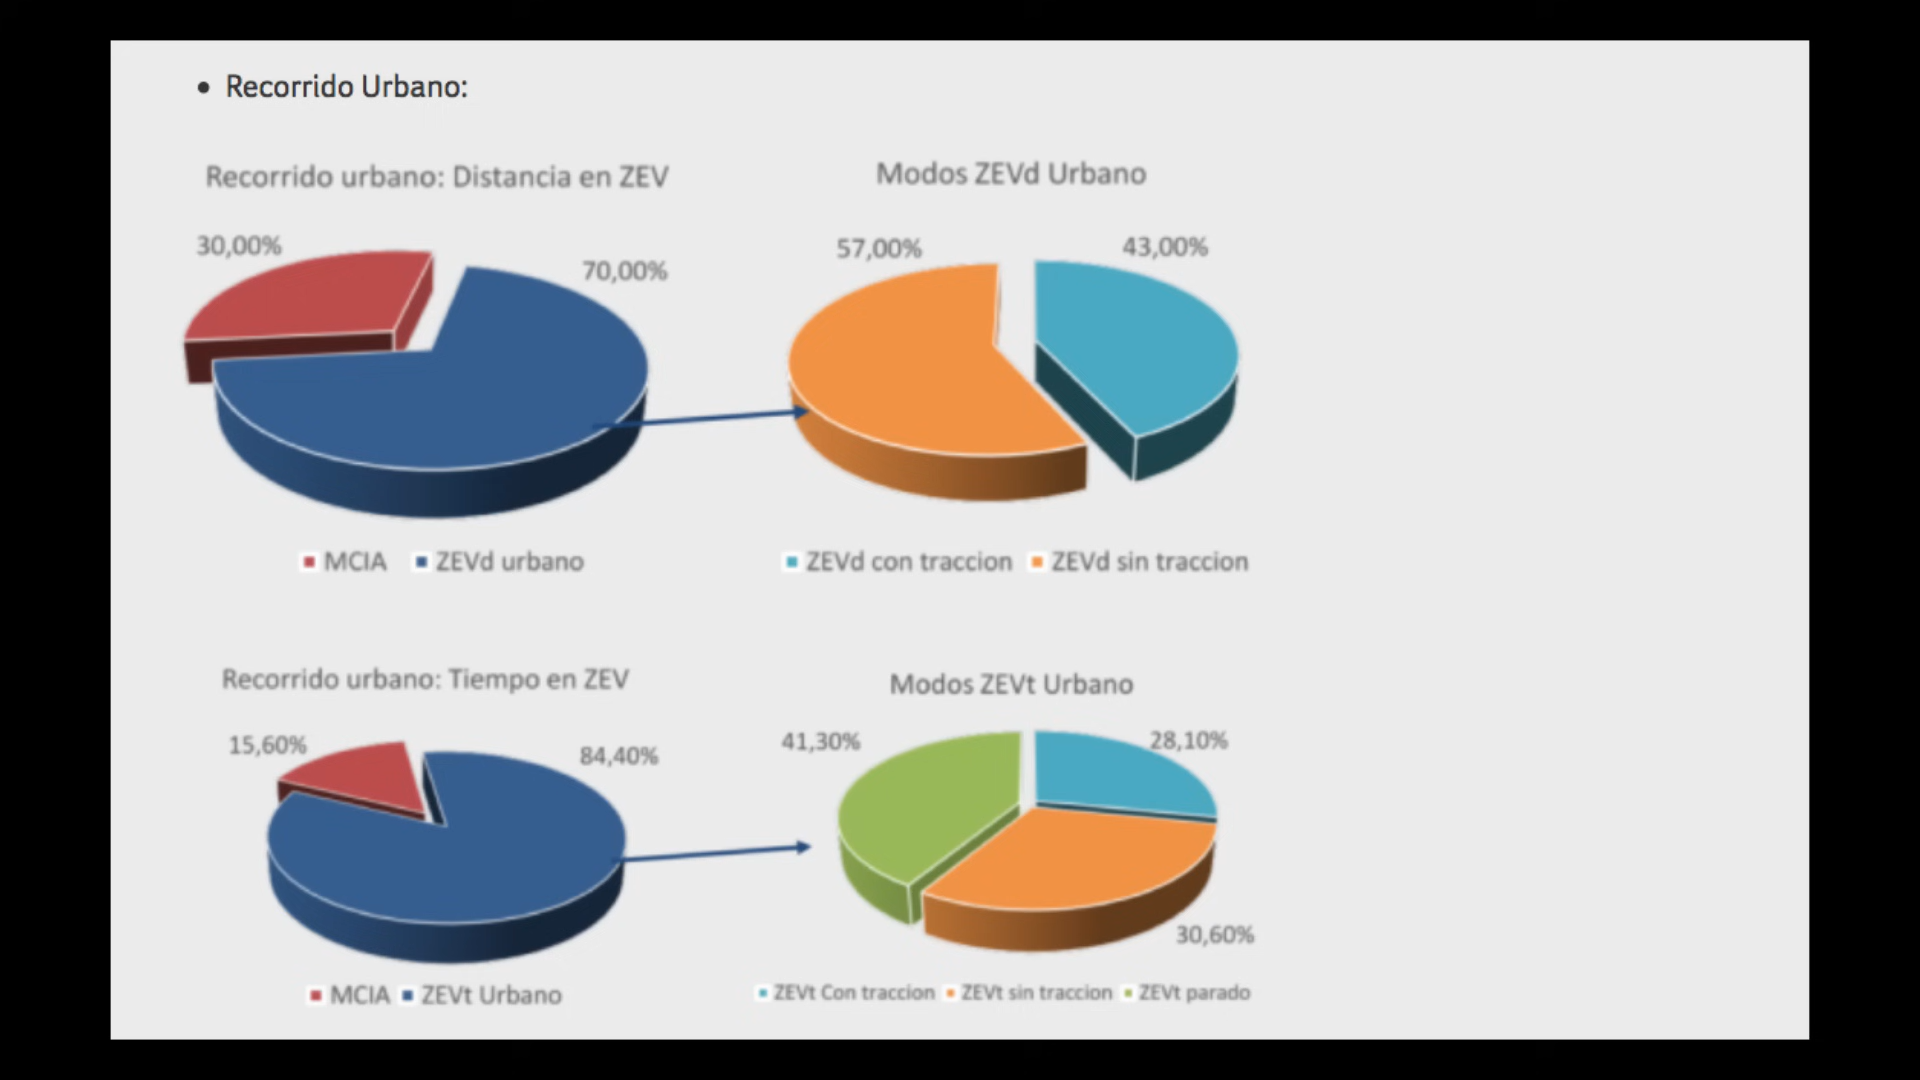 • Recorrido Urbano:
Recorrido urbano: Distancia en ZEV
30,00%
70,00%
MCIA ZEVd urbano
Modos ZEVd Urbano
57,00%
43,00%
ZEVd con traccion ZEVd sin traccion
Recorrido urbano: Tiempo en ZEV
15,60%
84,40%
MCIA ZEVt Urbano
Modos ZEVt Urbano
41,30%
28,10%
30,60%
ZEVt Con traccion ZEVt sin traccion ZEVt parado